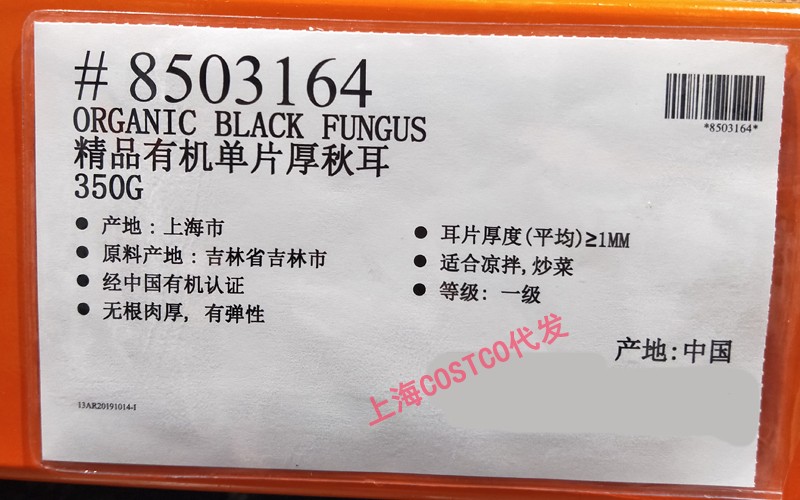 # 8503164
*8503164*
ORGANIC BLACK FUNGUS
精品有机单片厚秋耳
350G
● 产地：上海市
● 原料产地：吉林省吉林市
● 经中国有机认证
● 无根肉厚，有弹性
● 耳片厚度(平均)≥1MM
● 适合凉拌,炒菜
● 等级: 一级
产地:中国
上海COSTCO代发
13AR20191014-1